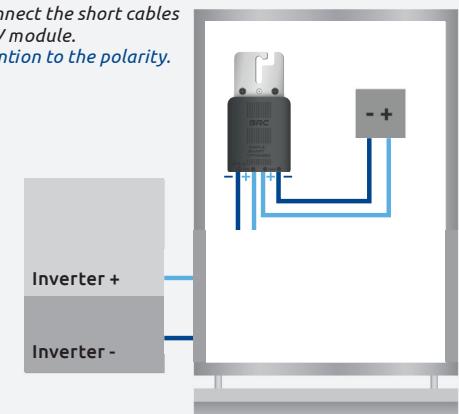 nnect the short cables
V module.
ntion to the polarity.
BRC
- +
- + + -
Inverter +
Inverter -